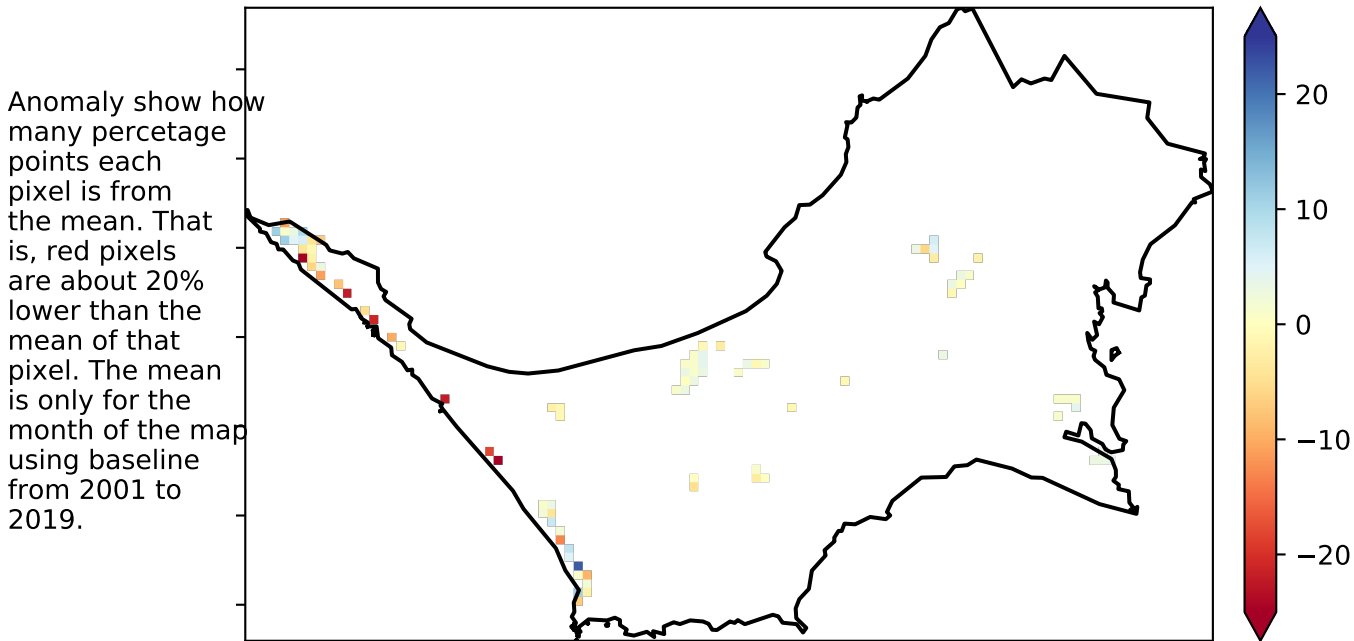 Anomaly show how
many percetage
points each
pixel is from
the mean. That
is, red pixels
are about 20%
lower than the
mean of that
pixel. The mean
is only for the
month of the map
using baseline
from 2001 to
2019.
20
10
0
−10
−20